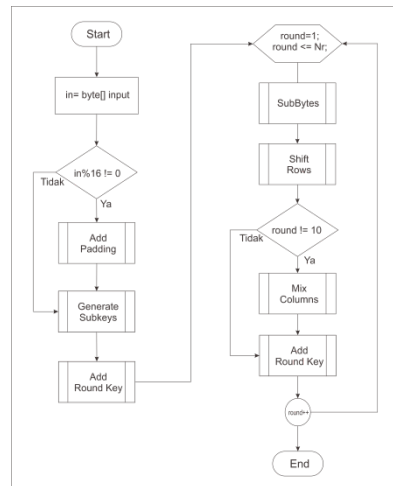 Start
in= byte[] input
in%16 != 0
Tidak
Ya
Add
Padding
Generate
Subkeys
Add
Round Key
round=1;
round <= Nr;
SubBytes
Shift
Rows
round != 10
Tidak
Ya
Mix
Columns
Add
Round Key
round++
End